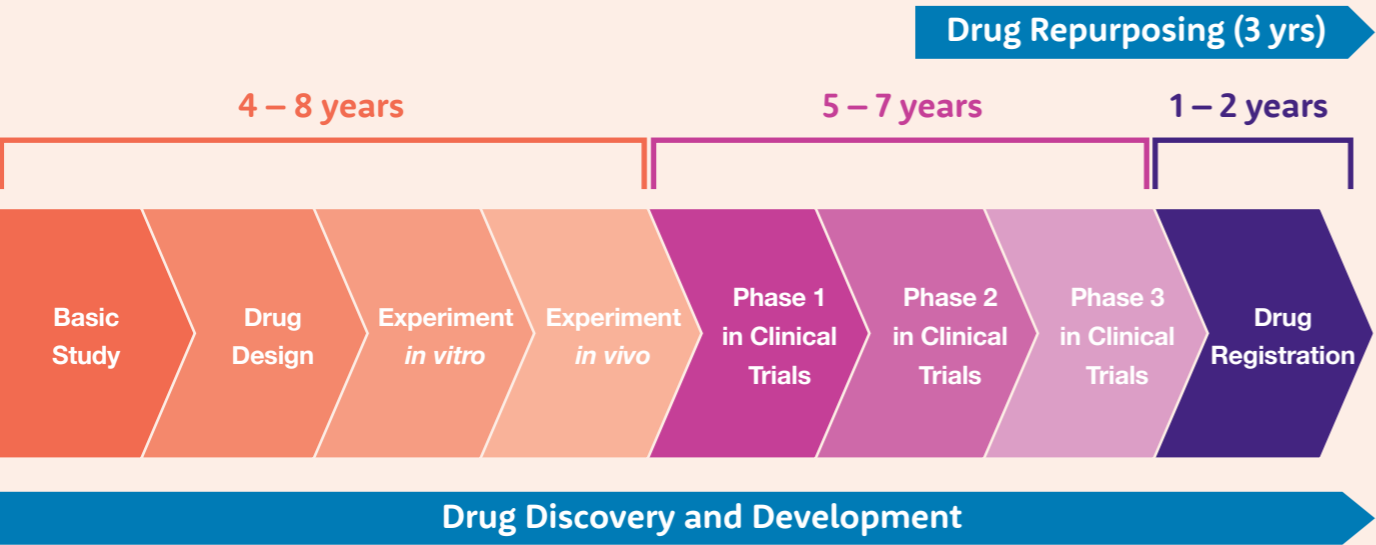 Drug Repurposing (3 yrs)
4 – 8 years
5 – 7 years
1 – 2 years
Basic
Study
Drug
Design
Experiment
in vitro
Experiment
in vivo
Phase 1
in Clinical
Trials
Phase 2
in Clinical
Trials
Phase 3
in Clinical
Trials
Drug
Registration
Drug Discovery and Development